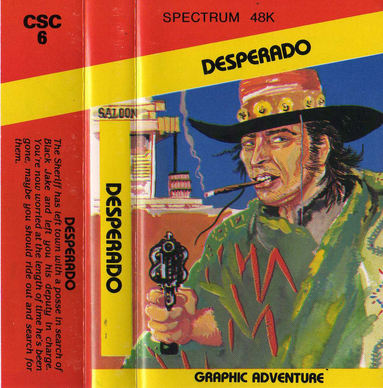 CSC
6
SPECTRUM 48K
DESPERADO
SALOON
DESPERADO
DESPERADO
The Sheriff has left town with a posse in search of
Black Jake and left you his deputy in charge.
You're now worried at the length of time he's been
gone, maybe you should ride out and search for
them.
GRAPHIC ADVENTURE